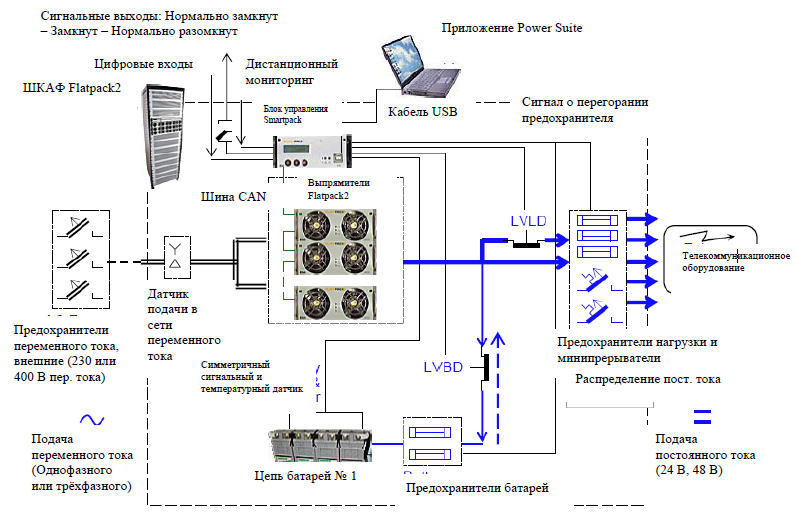 Сигнальные выходы: Нормально замкнут
– Замкнут – Нормально разомкнут
Приложение Power Suite
Цифровые входы
Дистанционный
мониторинг
ШКАФ Flatpack2
Блок управления
Smartpack
Кабель USB
Сигнал о перегорании
предохранителя
Шина CAN
Выпрямители
Flatpack2
LVLD
Телекоммуникационное
оборудование
Датчик
подачи в
сети
переменного
тока
Предохранители
переменного тока,
внешние (230 или
400 В пер. тока)
Предохранители нагрузки и
минипрерыватели
Симметричный
сигнальный и
температурный датчик
LVBD
Распределение пост. тока
Подача
переменного тока
(Однофазного
или трёхфазного)
Подача
постоянного тока
(24 В, 48 В)
Цепь батарей № 1
Предохранители батарей